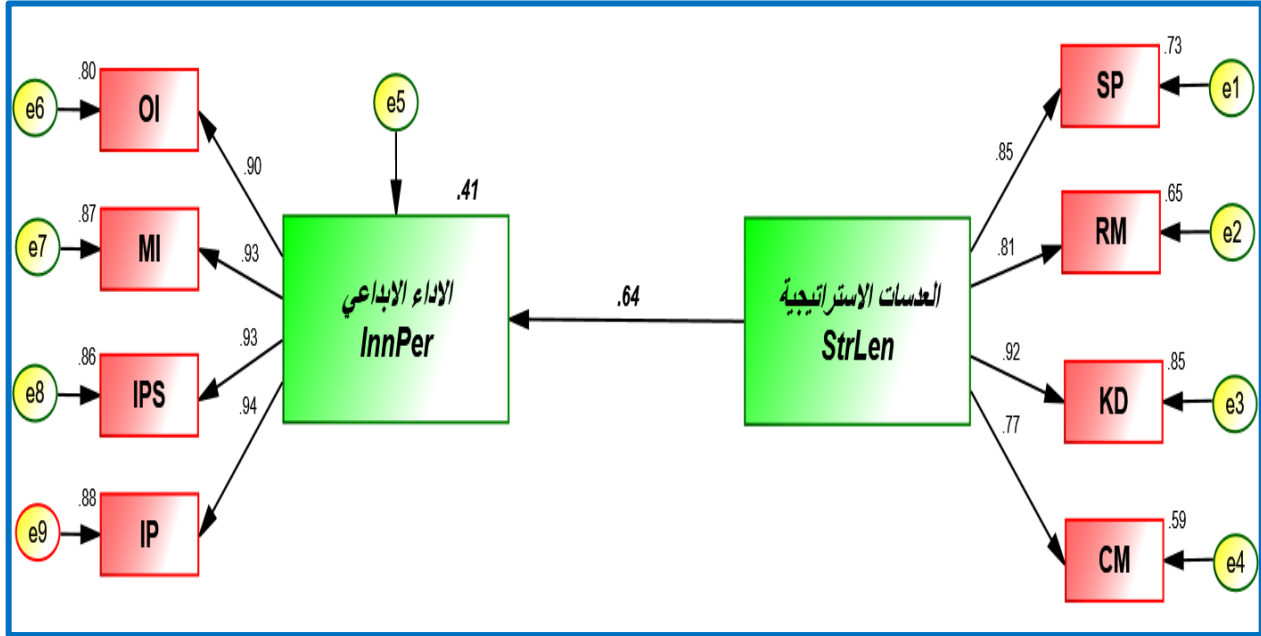 .80
e6
OI
.90
.87
e7
MI
.93
.86
e8
IPS
.93
.88
e9
IP
.94
e5
.41
الاداء الابداعي
InnPer
.64
العدسات الاستراتيجية
StrLen
.73
SP
e1
.85
.65
RM
e2
.81
.85
KD
e3
.92
.59
CM
e4
.77